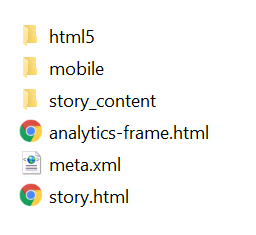 html5
mobile
story_content
analytics-frame.html
meta.xml
story.html